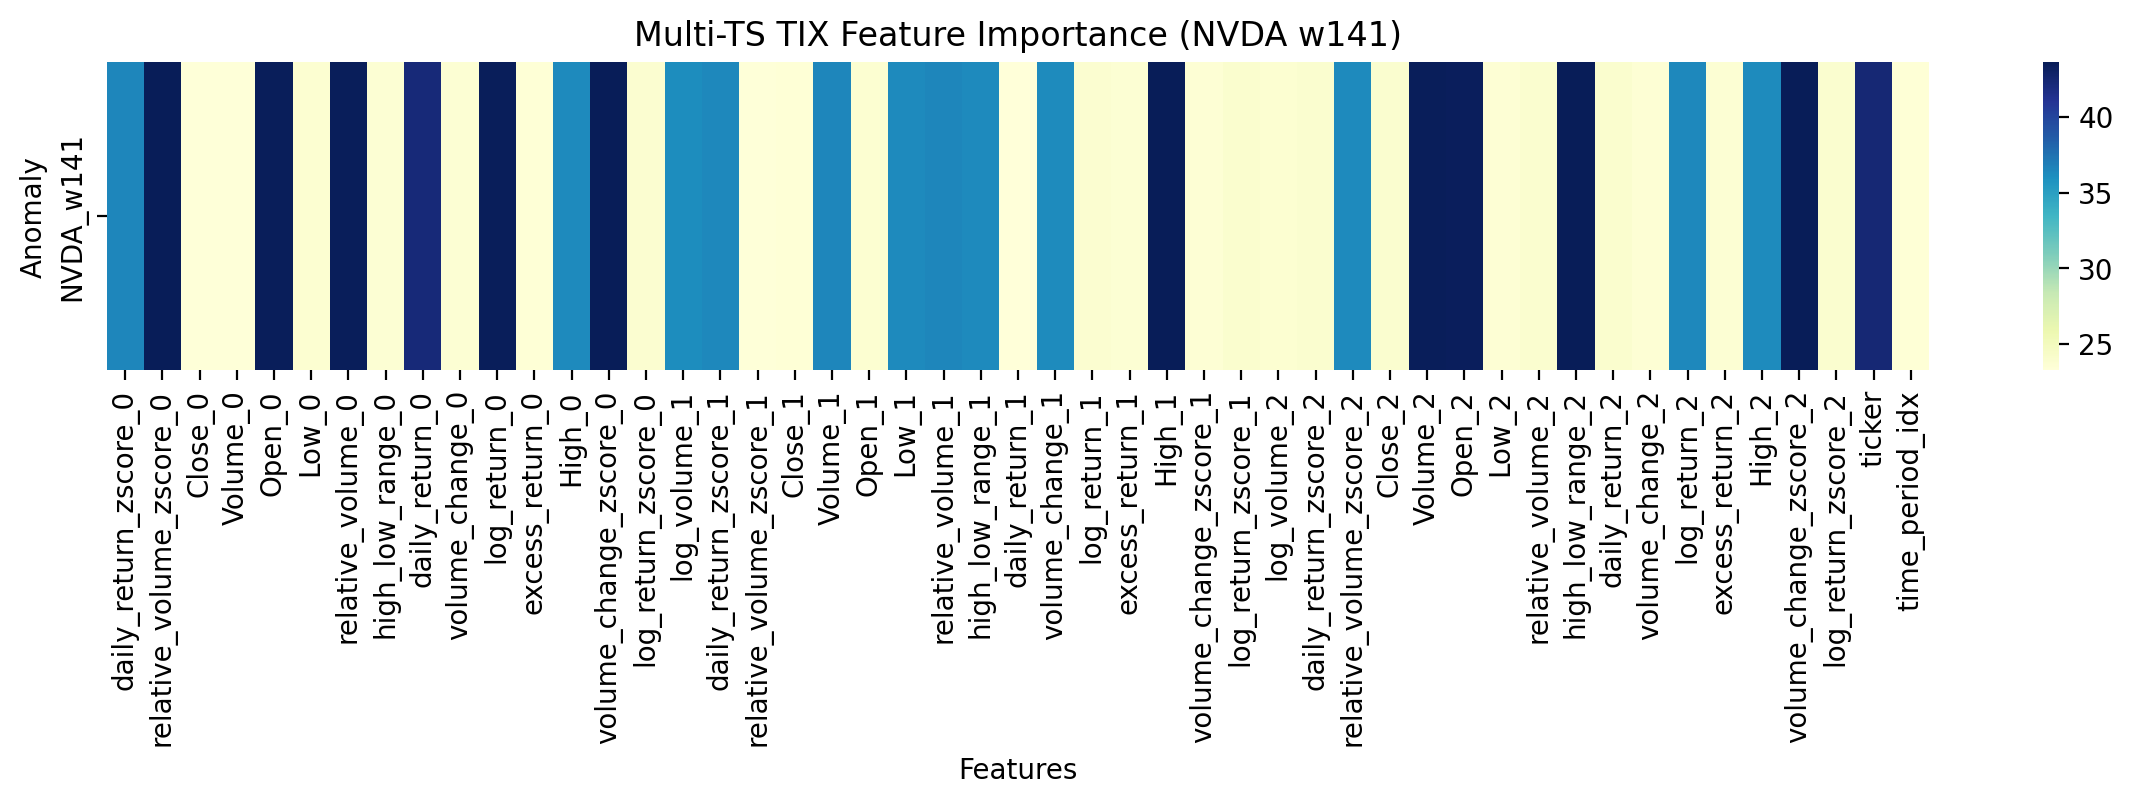 Multi-TS TIX Feature Importance (NVDA w141)
Anomaly
NVDA_w141
40
35
30
25
daily_return_zscore_0
relative_volume_zscore_0
Close_0
Volume_0
Open_0
Low_0
relative_volume_0
high_low_range_0
daily_return_0
volume_change_0
log_return_0
excess_return_0
High_0
volume_change_zscore_0
log_return_zscore_0
log_volume_1
daily_return_zscore_1
relative_volume_zscore_1
Close_1
Volume_1
Open_1
Low_1
relative_volume_1
high_low_range_1
daily_return_1
volume_change_1
log_return_1
excess_return_1
High_1
volume_change_zscore_1
log_return_zscore_1
log_volume_2
daily_return_zscore_2
relative_volume_zscore_2
Close_2
Volume_2
Open_2
Low_2
relative_volume_2
high_low_range_2
daily_return_2
volume_change_2
log_return_2
excess_return_2
High_2
volume_change_zscore_2
log_return_zscore_2
ticker
time_period_idx
Features